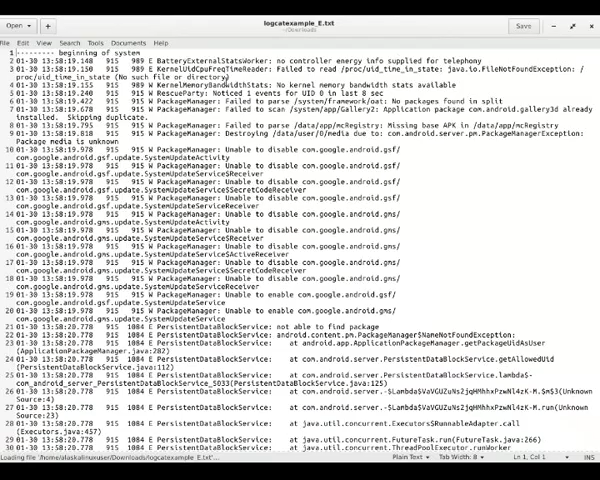 logcatexample_E.txt
~/Downloads
Open
Save
File Edit View Search Tools Documents Help
1 --------- beginning of system
2 01-30 13:58:19.148 915 989 E BatteryExternalStatsWorker: no controller energy info supplied for telephony
3 01-30 13:58:19.150 915 989 E KernelUidCpuFreqTimeReader: Failed to read /proc/uid_time_in_state: java.io.FileNotFoundException: /
proc/uid_time_in_state (No such file or directory)
4 01-30 13:58:19.155 915 989 W KernelMemoryBandwidthStats: No kernel memory bandwidth stats available
5 01-30 13:58:19.240 915 915 W RescueParty: Noticed 1 events for UID 0 in last 8 sec
6 01-30 13:58:19.422 915 915 W PackageManager: Failed to parse /system/framework/oat: No packages found in split
7 01-30 13:58:19.678 915 915 W PackageManager: Failed to scan /system/app/Gallery2: Application package com.android.gallery3d already
installed. Skipping duplicate.
8 01-30 13:58:19.795 915 915 W PackageManager: Failed to parse /data/app/mcRegistry: Missing base APK in /data/app/mcRegistry
9 01-30 13:58:19.818 915 915 W PackageManager: Destroying /data/user/0/media due to: com.android.server.pm.PackageManagerException:
Package media is unknown
10 01-30 13:58:19.978 915 915 W PackageManager: Unable to disable com.google.android.gsf/
com.google.android.gsf.update.SystemUpdateActivity
11 01-30 13:58:19.978 915 915 W PackageManager: Unable to disable com.google.android.gsf/
com.google.android.gsf.update.SystemUpdateService$Receiver
12 01-30 13:58:19.978 915 915 W PackageManager: Unable to disable com.google.android.gsf/
com.google.android.gsf.update.SystemUpdateService$SecretCodeReceiver
13 01-30 13:58:19.978 915 915 W PackageManager: Unable to disable com.google.android.gsf/
com.google.android.gsf.update.SystemUpdateServiceReceiver
14 01-30 13:58:19.978 915 915 W PackageManager: Unable to disable com.google.android.gms/
com.google.android.gms.update.SystemUpdateActivity
15 01-30 13:58:19.978 915 915 W PackageManager: Unable to disable com.google.android.gms/
com.google.android.gms.update.SystemUpdateService$Receiver
16 01-30 13:58:19.978 915 915 W PackageManager: Unable to disable com.google.android.gms/
com.google.android.gms.update.SystemUpdateService$ActiveReceiver
17 01-30 13:58:19.978 915 915 W PackageManager: Unable to disable com.google.android.gms/
com.google.android.gms.update.SystemUpdateService$SecretCodeReceiver
18 01-30 13:58:19.978 915 915 W PackageManager: Unable to disable com.google.android.gms/
com.google.android.gms.update.SystemUpdateServiceReceiver
19 01-30 13:58:19.978 915 915 W PackageManager: Unable to enable com.google.android.gsf/
com.google.android.gsf.update.SystemUpdateService
20 01-30 13:58:19.978 915 915 W PackageManager: Unable to enable com.google.android.gms/
com.google.android.gms.update.SystemUpdateService
21 01-30 13:58:20.778 915 1084 E PersistentDataBlockService: not able to find package
22 01-30 13:58:20.778 915 1084 E PersistentDataBlockService: android.content.pm.PackageManager$NameNotFoundException:
23 01-30 13:58:20.778 915 1084 E PersistentDataBlockService: at android.app.ApplicationPackageManager.getPackageUidAsUser
(ApplicationPackageManager.java:282)
24 01-30 13:58:20.778 915 1084 E PersistentDataBlockService: at com.android.server.PersistentDataBlockService.getAllowedUid
(PersistentDataBlockService.java:112)
25 01-30 13:58:20.778 915 1084 E PersistentDataBlockService: at com.android.server.PersistentDataBlockService.lambda$-
com_android_server_PersistentDataBlockService_5033(PersistentDataBlockService.java:125)
26 01-30 13:58:20.778 915 1084 E PersistentDataBlockService: at com.android.server.-$Lambda$VaVGUZuNs2jqHMhhxPzwNl4zK-M.$m$3(Unknown
Source:4)
27 01-30 13:58:20.778 915 1084 E PersistentDataBlockService: at com.android.server.-$Lambda$VaVGUZuNs2jqHMhhxPzwNl4zK-M.run(Unknown
Source:23)
28 01-30 13:58:20.778 915 1084 E PersistentDataBlockService: at java.util.concurrent.Executors$RunnableAdapter.call
(Executors.java:457)
29 01-30 13:58:20.778 915 1084 E PersistentDataBlockService: at java.util.concurrent.FutureTask.run(FutureTask.java:266)
30 01-30 13:58:20.778 915 1084 E PersistentDataBlockService: at java.util.concurrent.ThreadPoolExecutor.runWorker
Loading file '/home/alaskalinuxuser/Downloads/logcatexample_E.txt'...
Plain Text Tab Width: 8 Ln 1, Col 1 INS